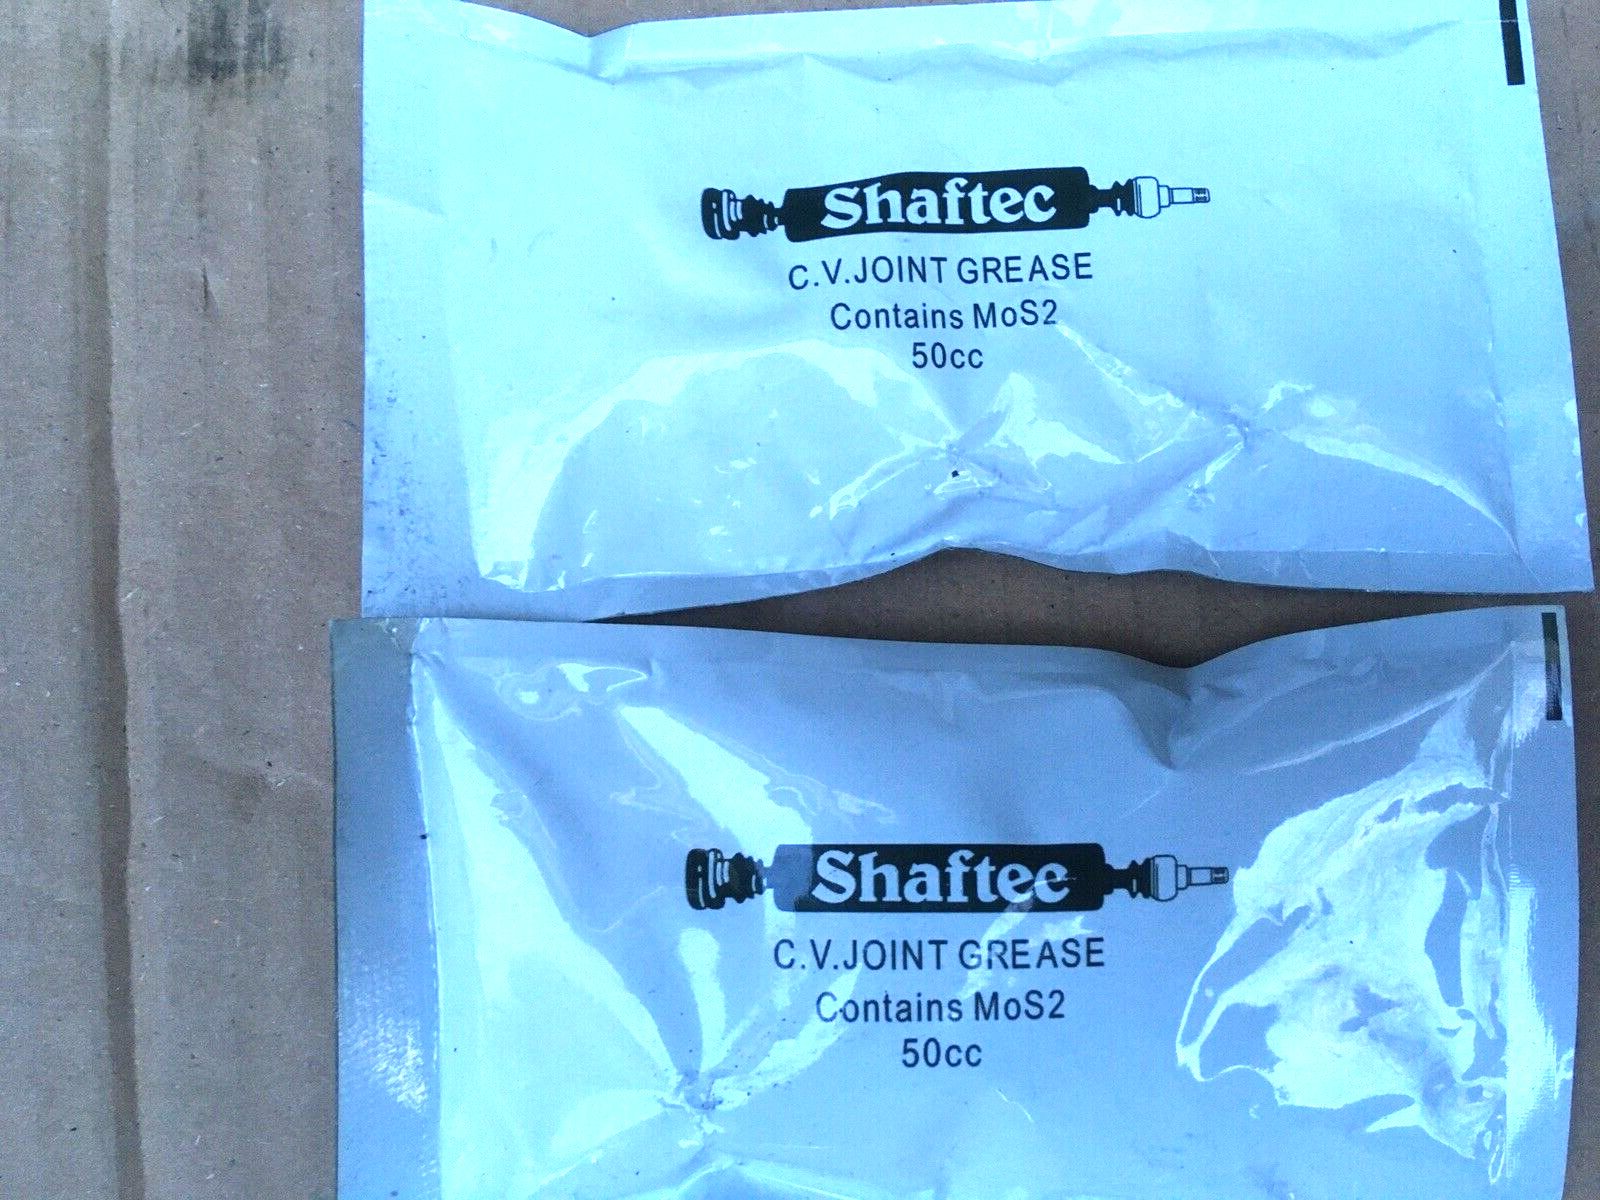 Shaftec
C.V.JOINT GREASE
Contains MoS2
50cc
Shaftec
C.V.JOINT GREASE
Contains MoS2
50cc